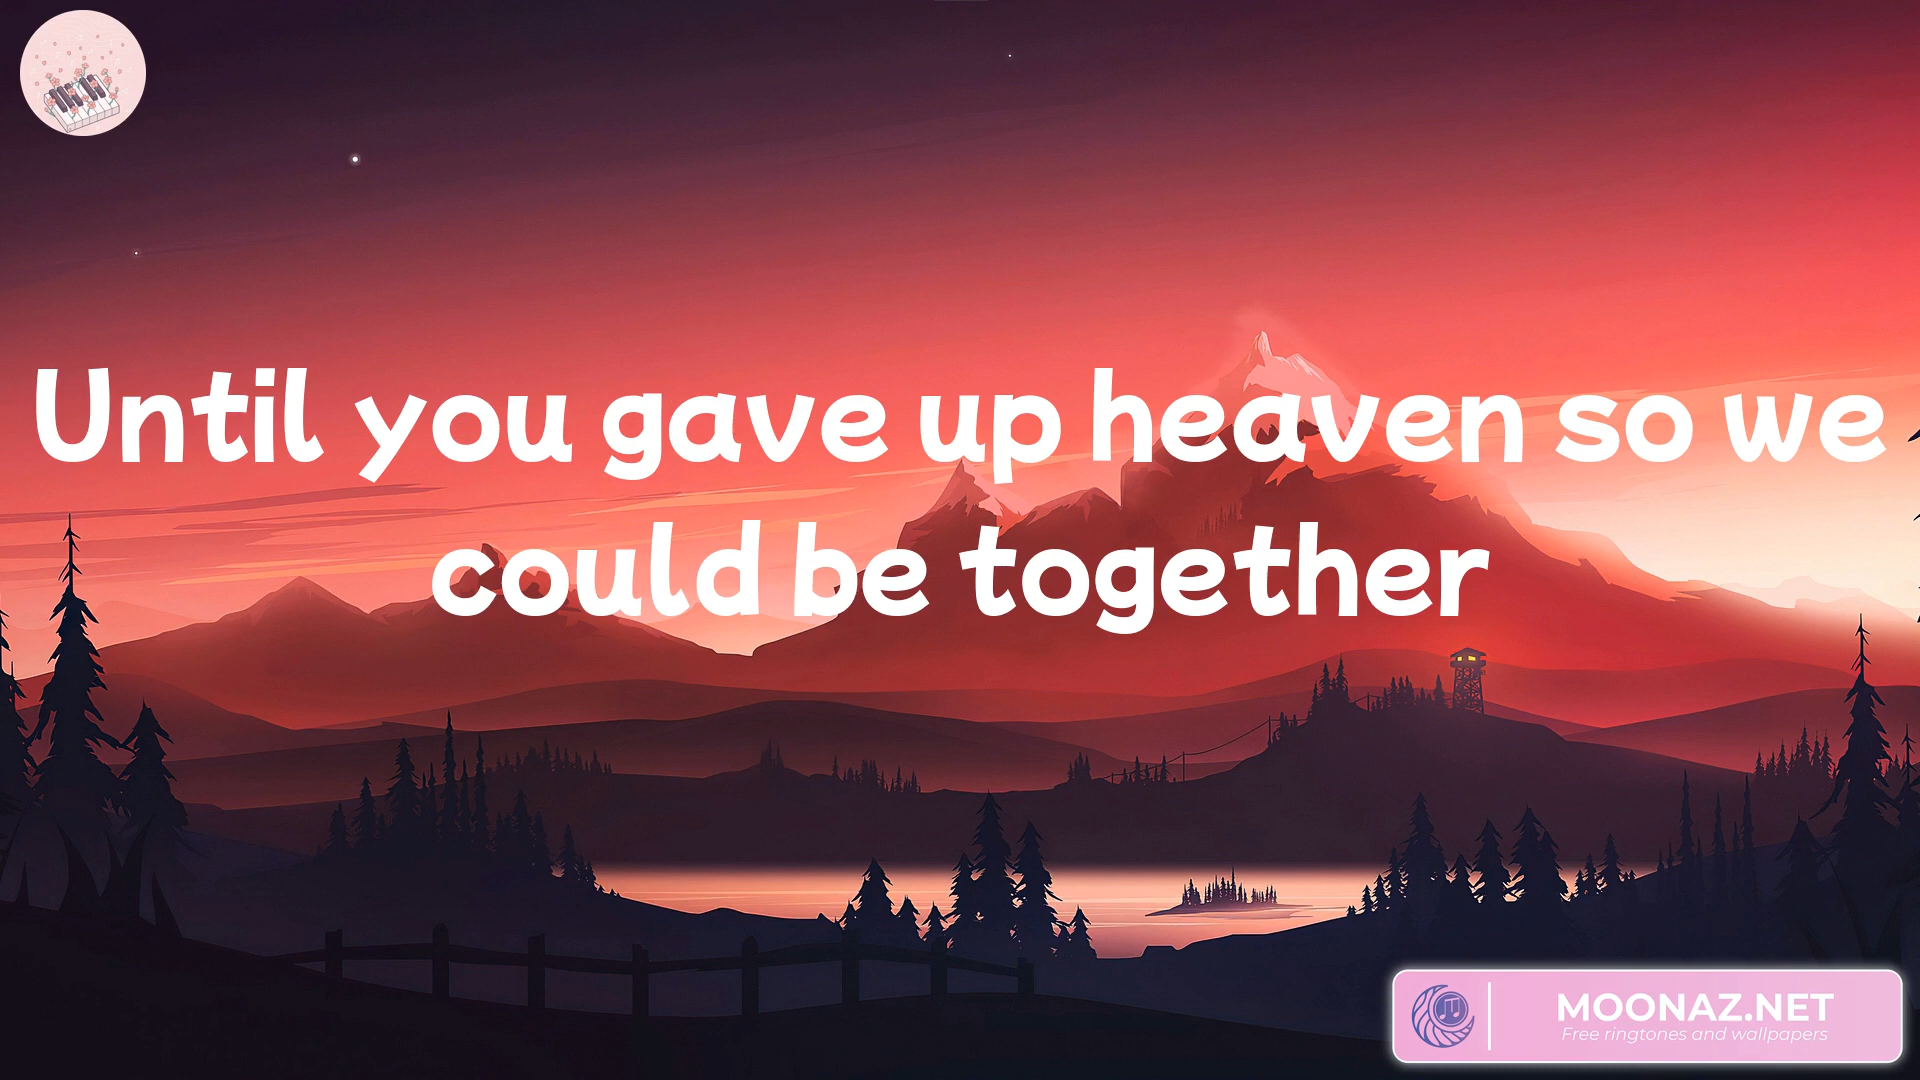 Until you gave up heaven so we
could be together
MOONAZ.NET
Free ringtones and wallpapers